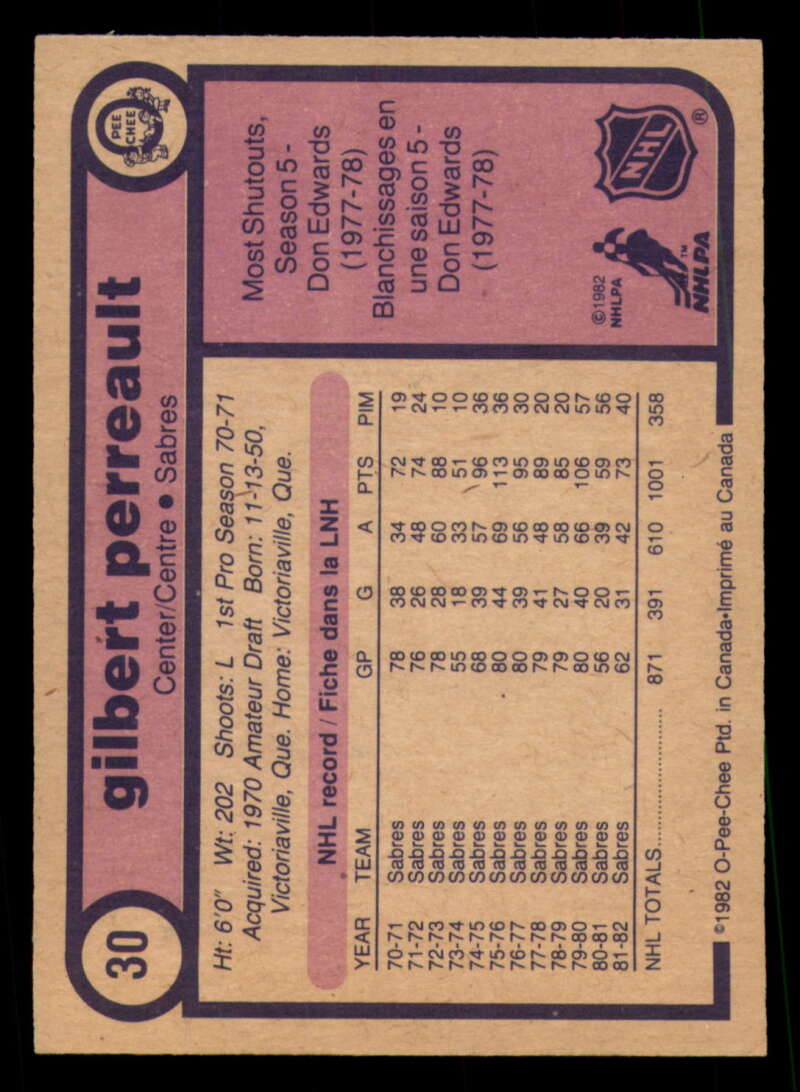 30
gilbert perreault
Center/Centre • Sabres
O
PEE
CHEE
Ht: 6'0" Wt: 202 Shoots: L 1st Pro Season 70-71
Acquired: 1970 Amateur Draft Born: 11-13-50,
Victoriaville, Que. Home: Victoriaville, Que.
NHL record / Fiche dans la LNH
YEAR TEAM GP G A PTS PIM
70-71 Sabres 78 38 34 72 19
71-72 Sabres 76 26 48 74 24
72-73 Sabres 78 28 60 88 10
73-74 Sabres 55 18 33 51 10
74-75 Sabres 68 39 57 96 36
75-76 Sabres 80 44 69 113 36
76-77 Sabres 80 39 56 95 30
77-78 Sabres 79 41 48 89 20
78-79 Sabres 79 27 58 85 20
79-80 Sabres 80 40 66 106 57
80-81 Sabres 56 20 39 59 56
81-82 Sabres 62 31 42 73 40
NHL TOTALS.................... 871 391 610 1001 358
Most Shutouts,
Season 5 -
Don Edwards
(1977-78)
Blanchissages en
une saison 5 -
Don Edwards
(1977-78)
©1982
NHLPA
NHLPA™
NHL®
©1982 O-Pee-Chee Ptd. in Canada•Imprimé au Canada